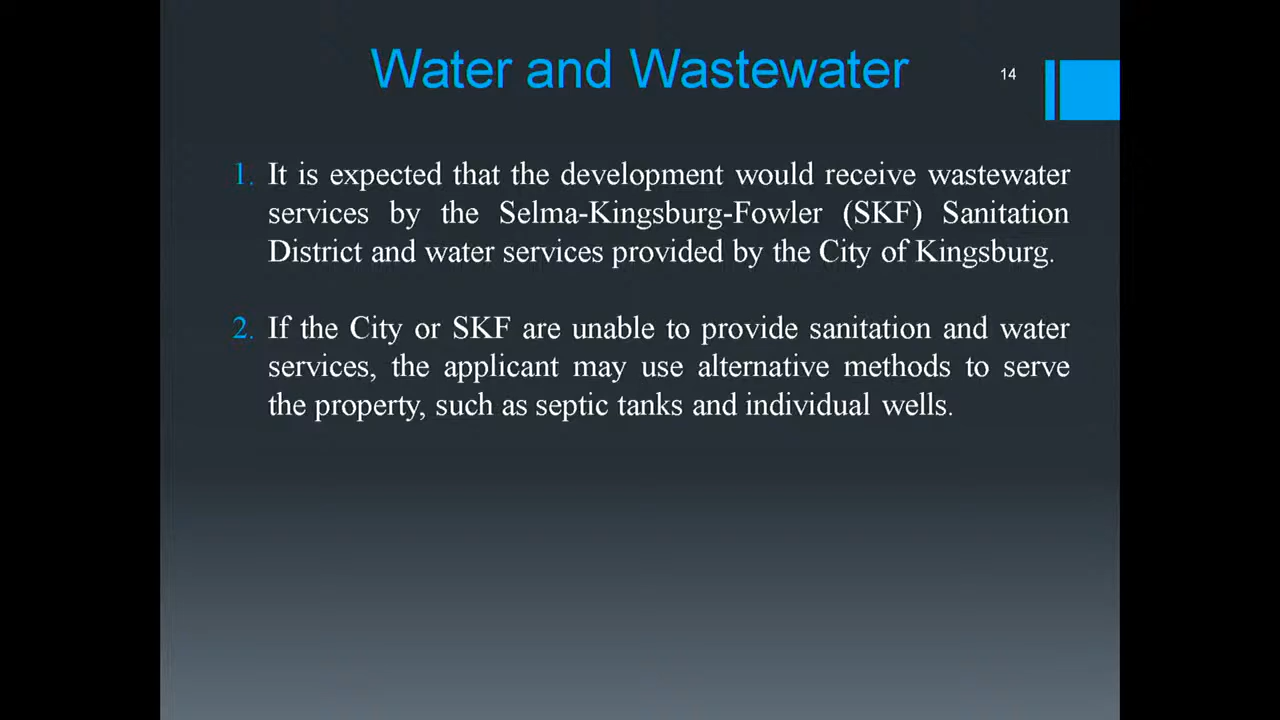 Water and Wastewater
14
1. It is expected that the development would receive wastewater
services by the Selma-Kingsburg-Fowler (SKF) Sanitation
District and water services provided by the City of Kingsburg.
2. If the City or SKF are unable to provide sanitation and water
services, the applicant may use alternative methods to serve
the property, such as septic tanks and individual wells.